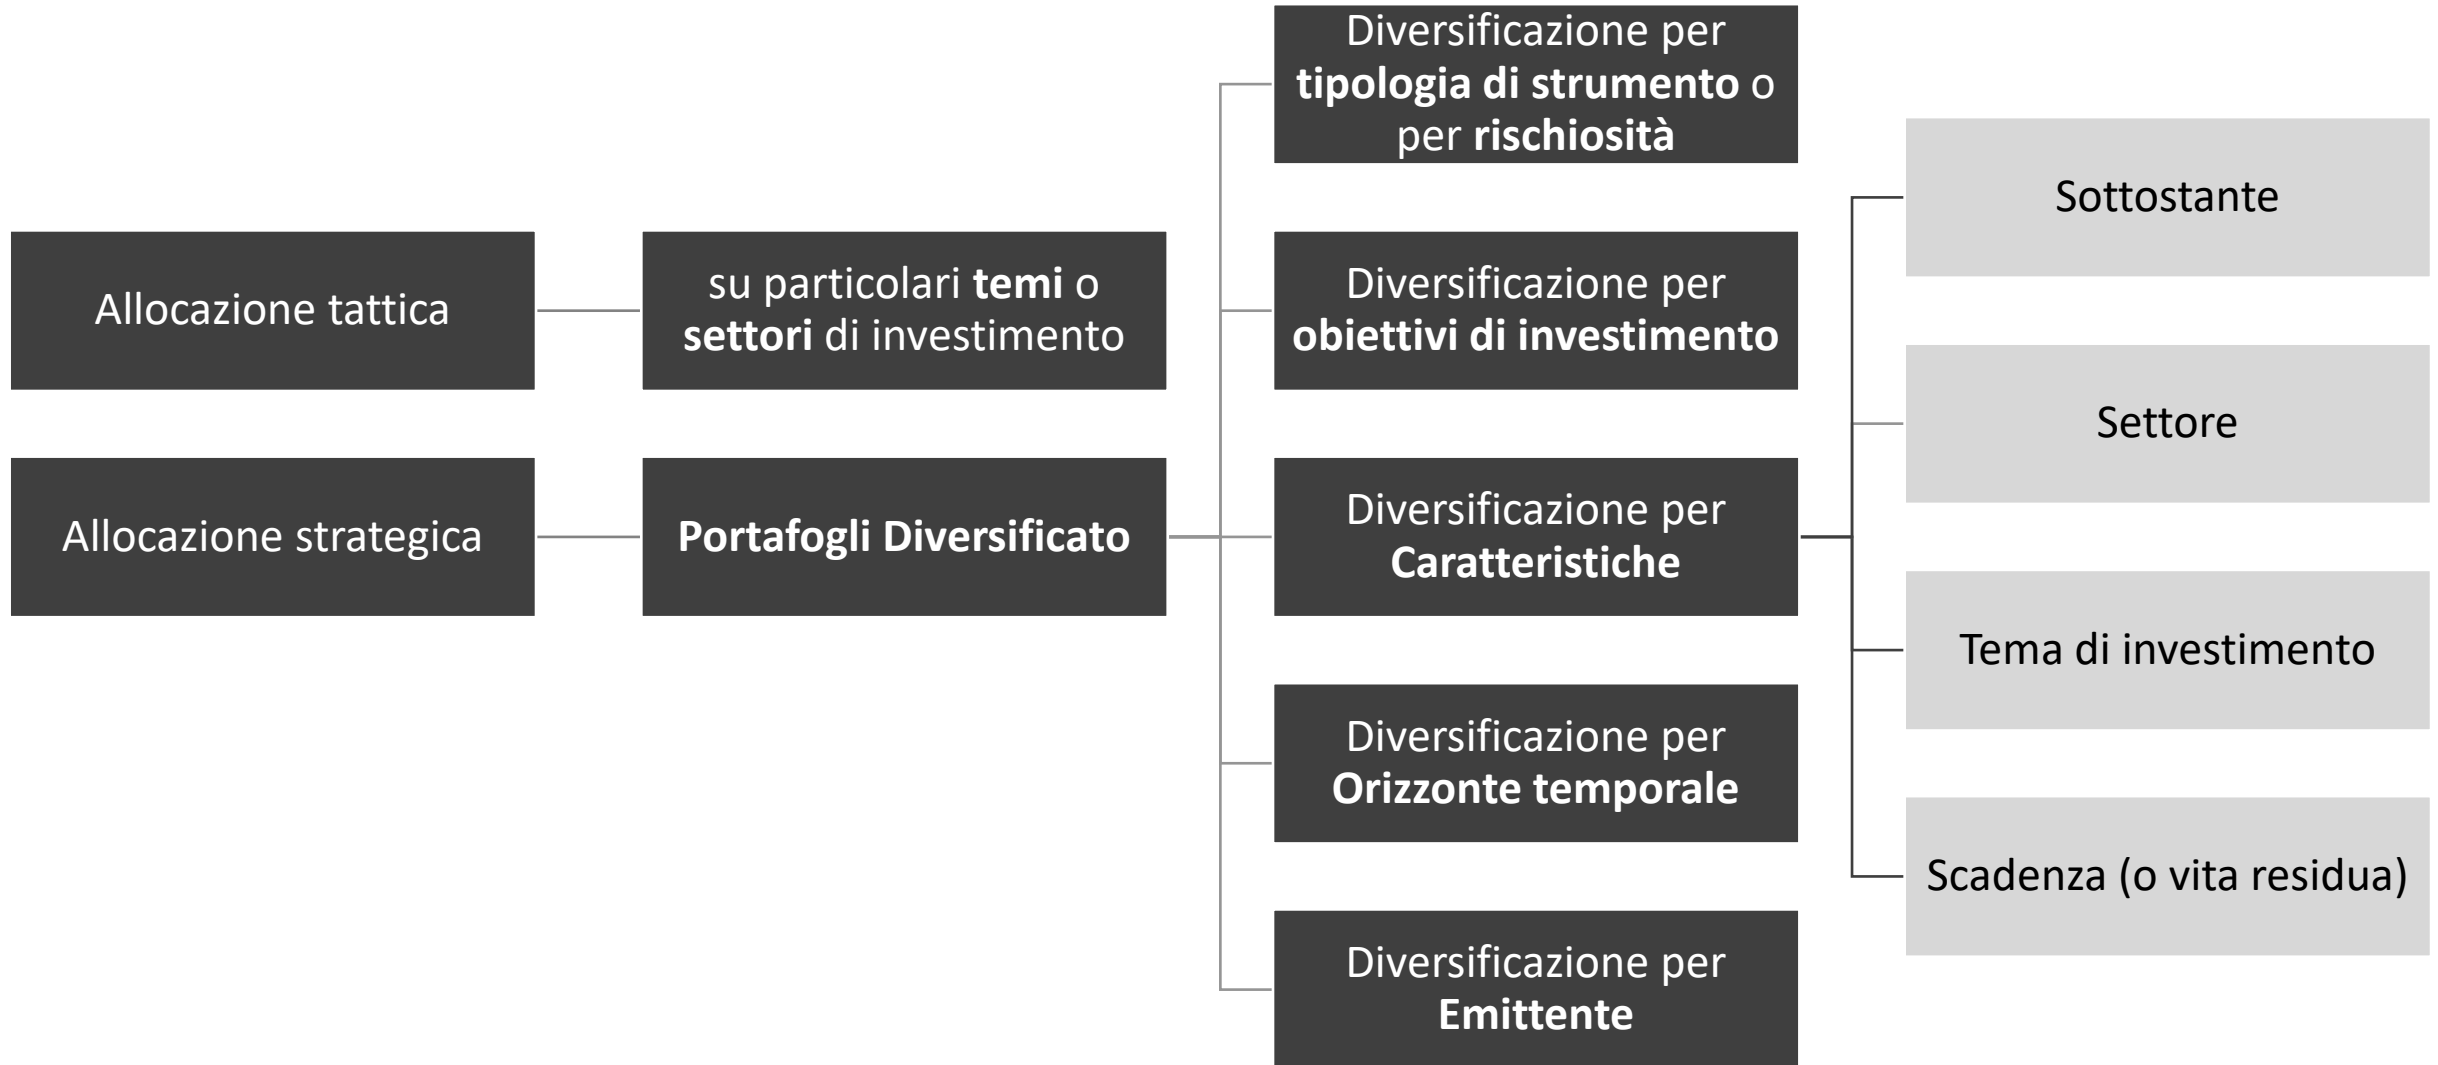 Allocazione tattica
su particolari temi o
settori di investimento
Allocazione strategica
Portafogli Diversificato
Diversificazione per
tipologia di strumento o
per rischiosità
Diversificazione per
obiettivi di investimento
Diversificazione per
Caratteristiche
Diversificazione per
Orizzonte temporale
Diversificazione per
Emittente
Sottostante
Settore
Tema di investimento
Scadenza (o vita residua)